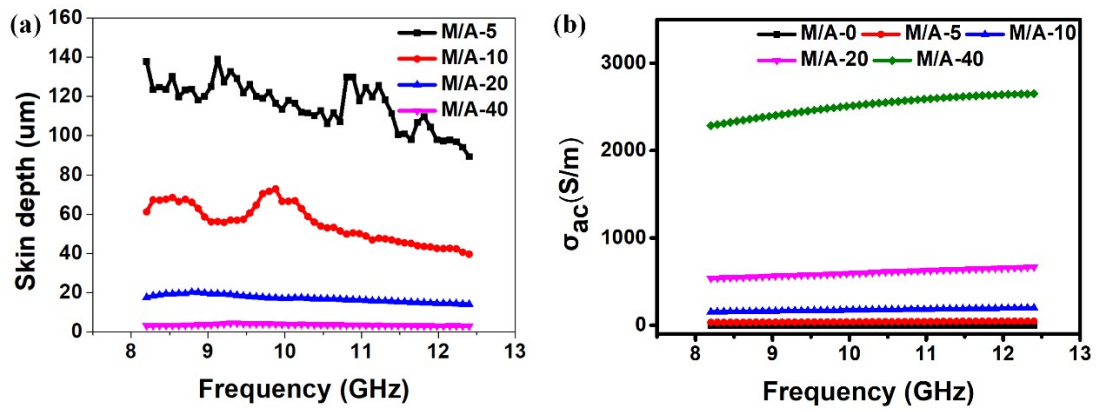 (a)
M/A-5
M/A-10
M/A-20
M/A-40
160
140
120
100
80
60
40
20
0
Skin depth (um)
8 9 10 11 12 13
Frequency (GHz)
(b)
M/A-0 M/A-5 M/A-10
M/A-20 M/A-40
3000
2000
1000
0
σac(S/m)
8 9 10 11 12 13
Frequency (GHz)